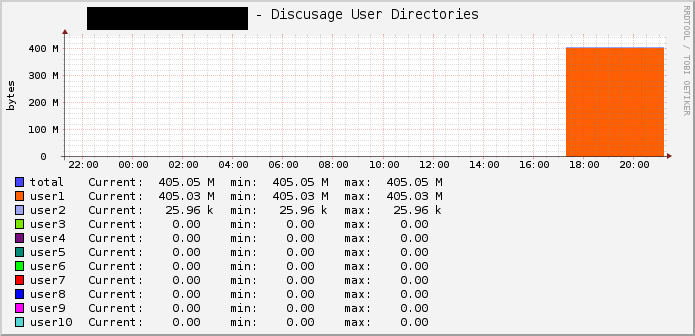 - Discusage User Directories
RRDTOOL / TOBI OETIKER
bytes
400 M
300 M
200 M
100 M
0
22:00 00:00 02:00 04:00 06:00 08:00 10:00 12:00 14:00 16:00 18:00 20:00
total Current: 405.05 M min: 405.05 M max: 405.05 M
user1 Current: 405.03 M min: 405.03 M max: 405.03 M
user2 Current: 25.96 k min: 25.96 k max: 25.96 k
user3 Current: 0.00 min: 0.00 max: 0.00
user4 Current: 0.00 min: 0.00 max: 0.00
user5 Current: 0.00 min: 0.00 max: 0.00
user6 Current: 0.00 min: 0.00 max: 0.00
user7 Current: 0.00 min: 0.00 max: 0.00
user8 Current: 0.00 min: 0.00 max: 0.00
user9 Current: 0.00 min: 0.00 max: 0.00
user10 Current: 0.00 min: 0.00 max: 0.00